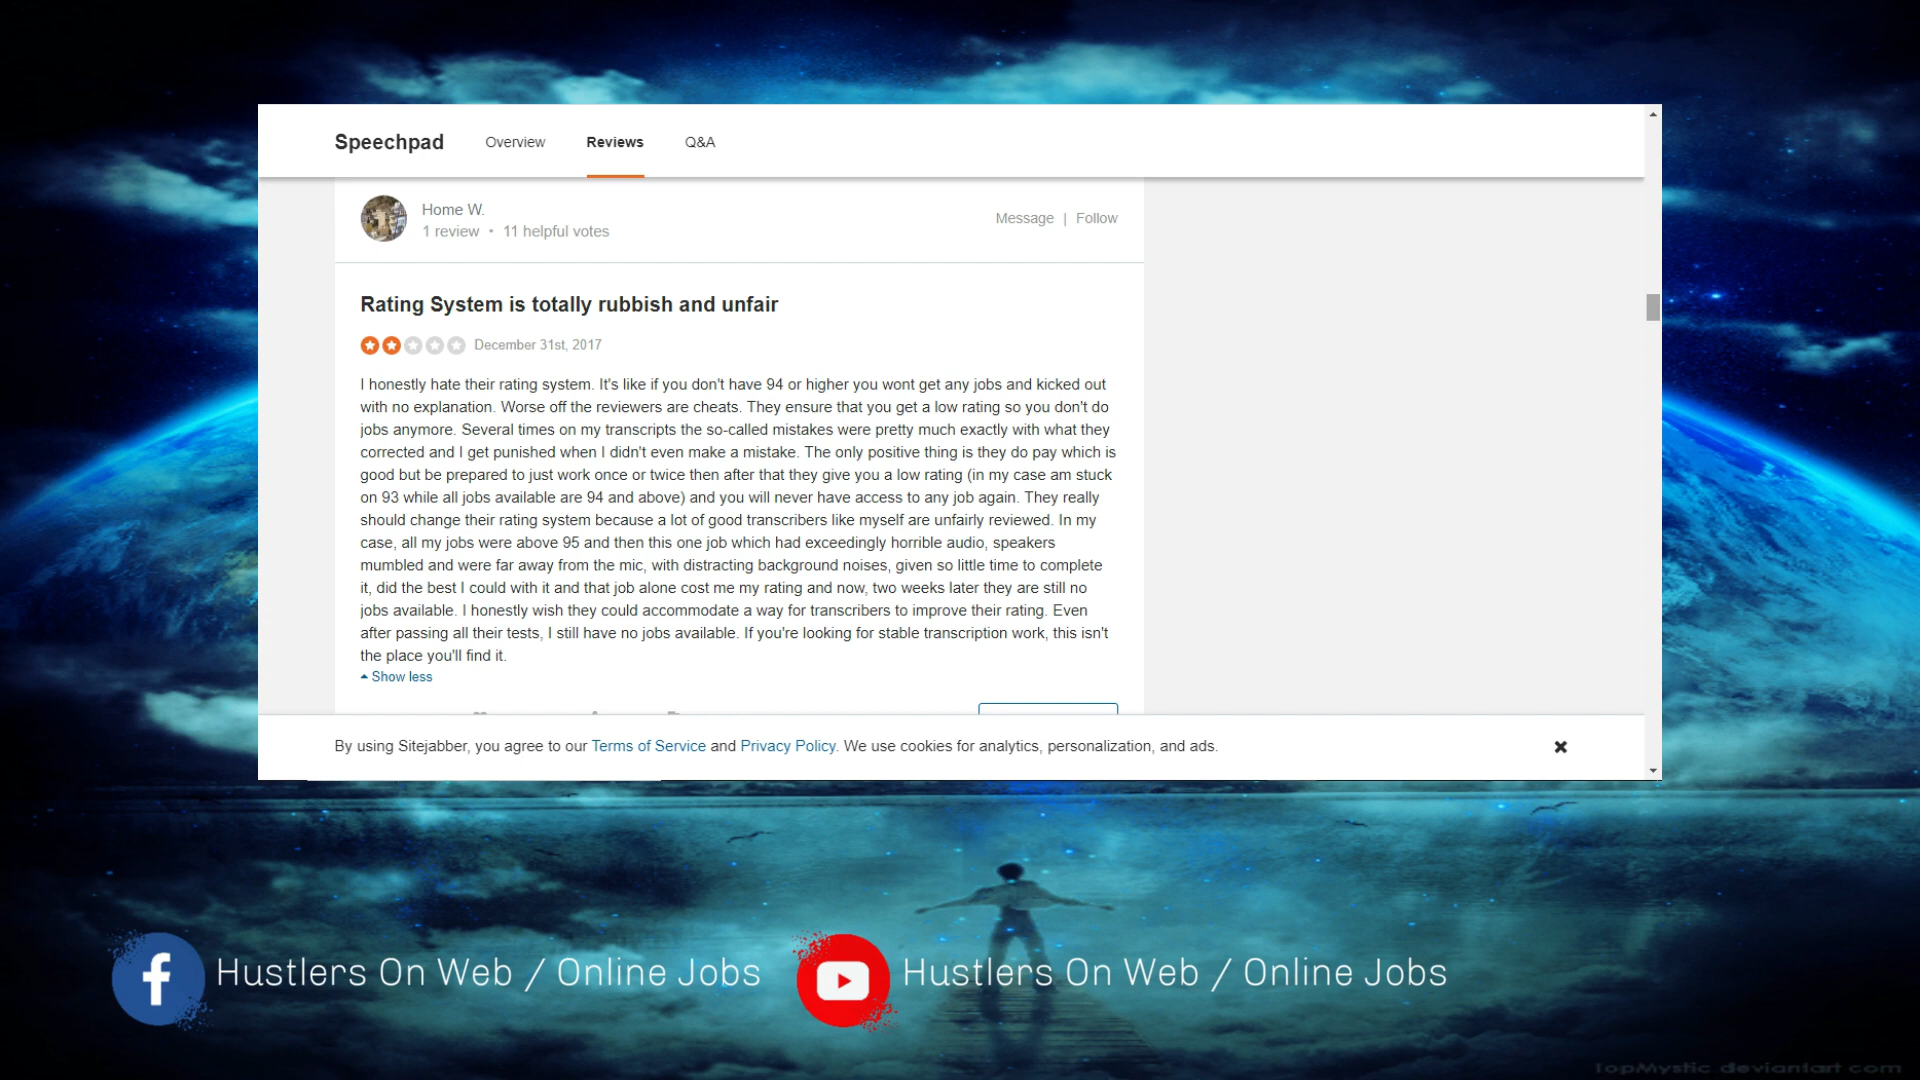 Speechpad Overview Reviews Q&A
Home W.
1 review • 11 helpful votes
Message | Follow
Rating System is totally rubbish and unfair
December 31st, 2017
I honestly hate their rating system. It's like if you don't have 94 or higher you wont get any jobs and kicked out
with no explanation. Worse off the reviewers are cheats. They ensure that you get a low rating so you don't do
jobs anymore. Several times on my transcripts the so-called mistakes were pretty much exactly with what they
corrected and I get punished when I didn't even make a mistake. The only positive thing is they do pay which is
good but be prepared to just work once or twice then after that they give you a low rating (in my case am stuck
on 93 while all jobs available are 94 and above) and you will never have access to any job again. They really
should change their rating system because a lot of good transcribers like myself are unfairly reviewed. In my
case, all my jobs were above 95 and then this one job which had exceedingly horrible audio, speakers
mumbled and were far away from the mic, with distracting background noises, given so little time to complete
it, did the best I could with it and that job alone cost me my rating and now, two weeks later they are still no
jobs available. I honestly wish they could accommodate a way for transcribers to improve their rating. Even
after passing all their tests, I still have no jobs available. If you're looking for stable transcription work, this isn't
the place you'll find it.
Show less
By using Sitejabber, you agree to our Terms of Service and Privacy Policy. We use cookies for analytics, personalization, and ads.
Hustlers On Web / Online Jobs
Hustlers On Web / Online Jobs
TopMystic deviantart com